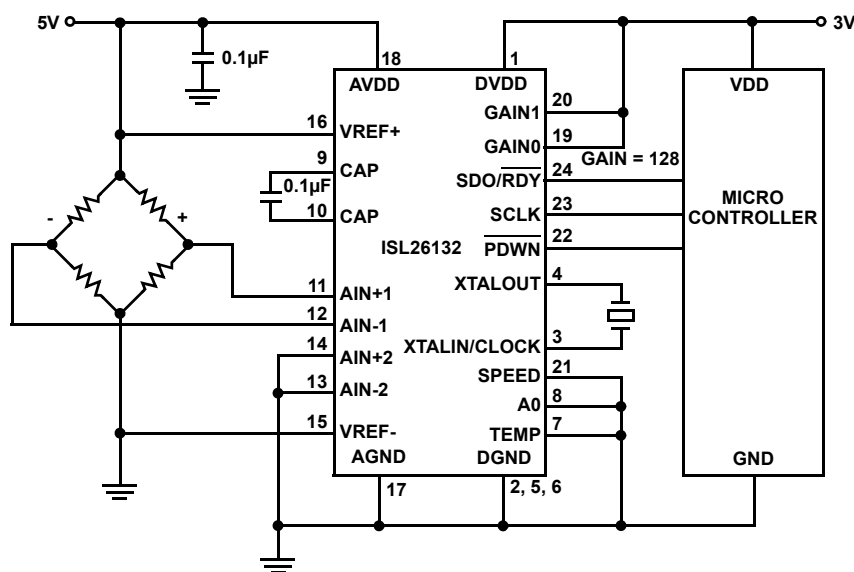 5V
3V
0.1µF
18
1
AVDD
DVDD
VDD
20
GAIN1
16
VREF+
19
GAIN0
GAIN = 128
9
CAP
24
SDO/RDY
0.1µF
MICRO
CONTROLLER
23
SCLK
10
CAP
-
+
22
ISL26132
PDWN
4
XTALOUT
11
AIN+1
12
AIN-1
14
AIN+2
3
XTALIN/CLOCK
21
SPEED
13
AIN-2
8
A0
15
VREF-
7
TEMP
AGND
DGND
GND
17
2, 5, 6